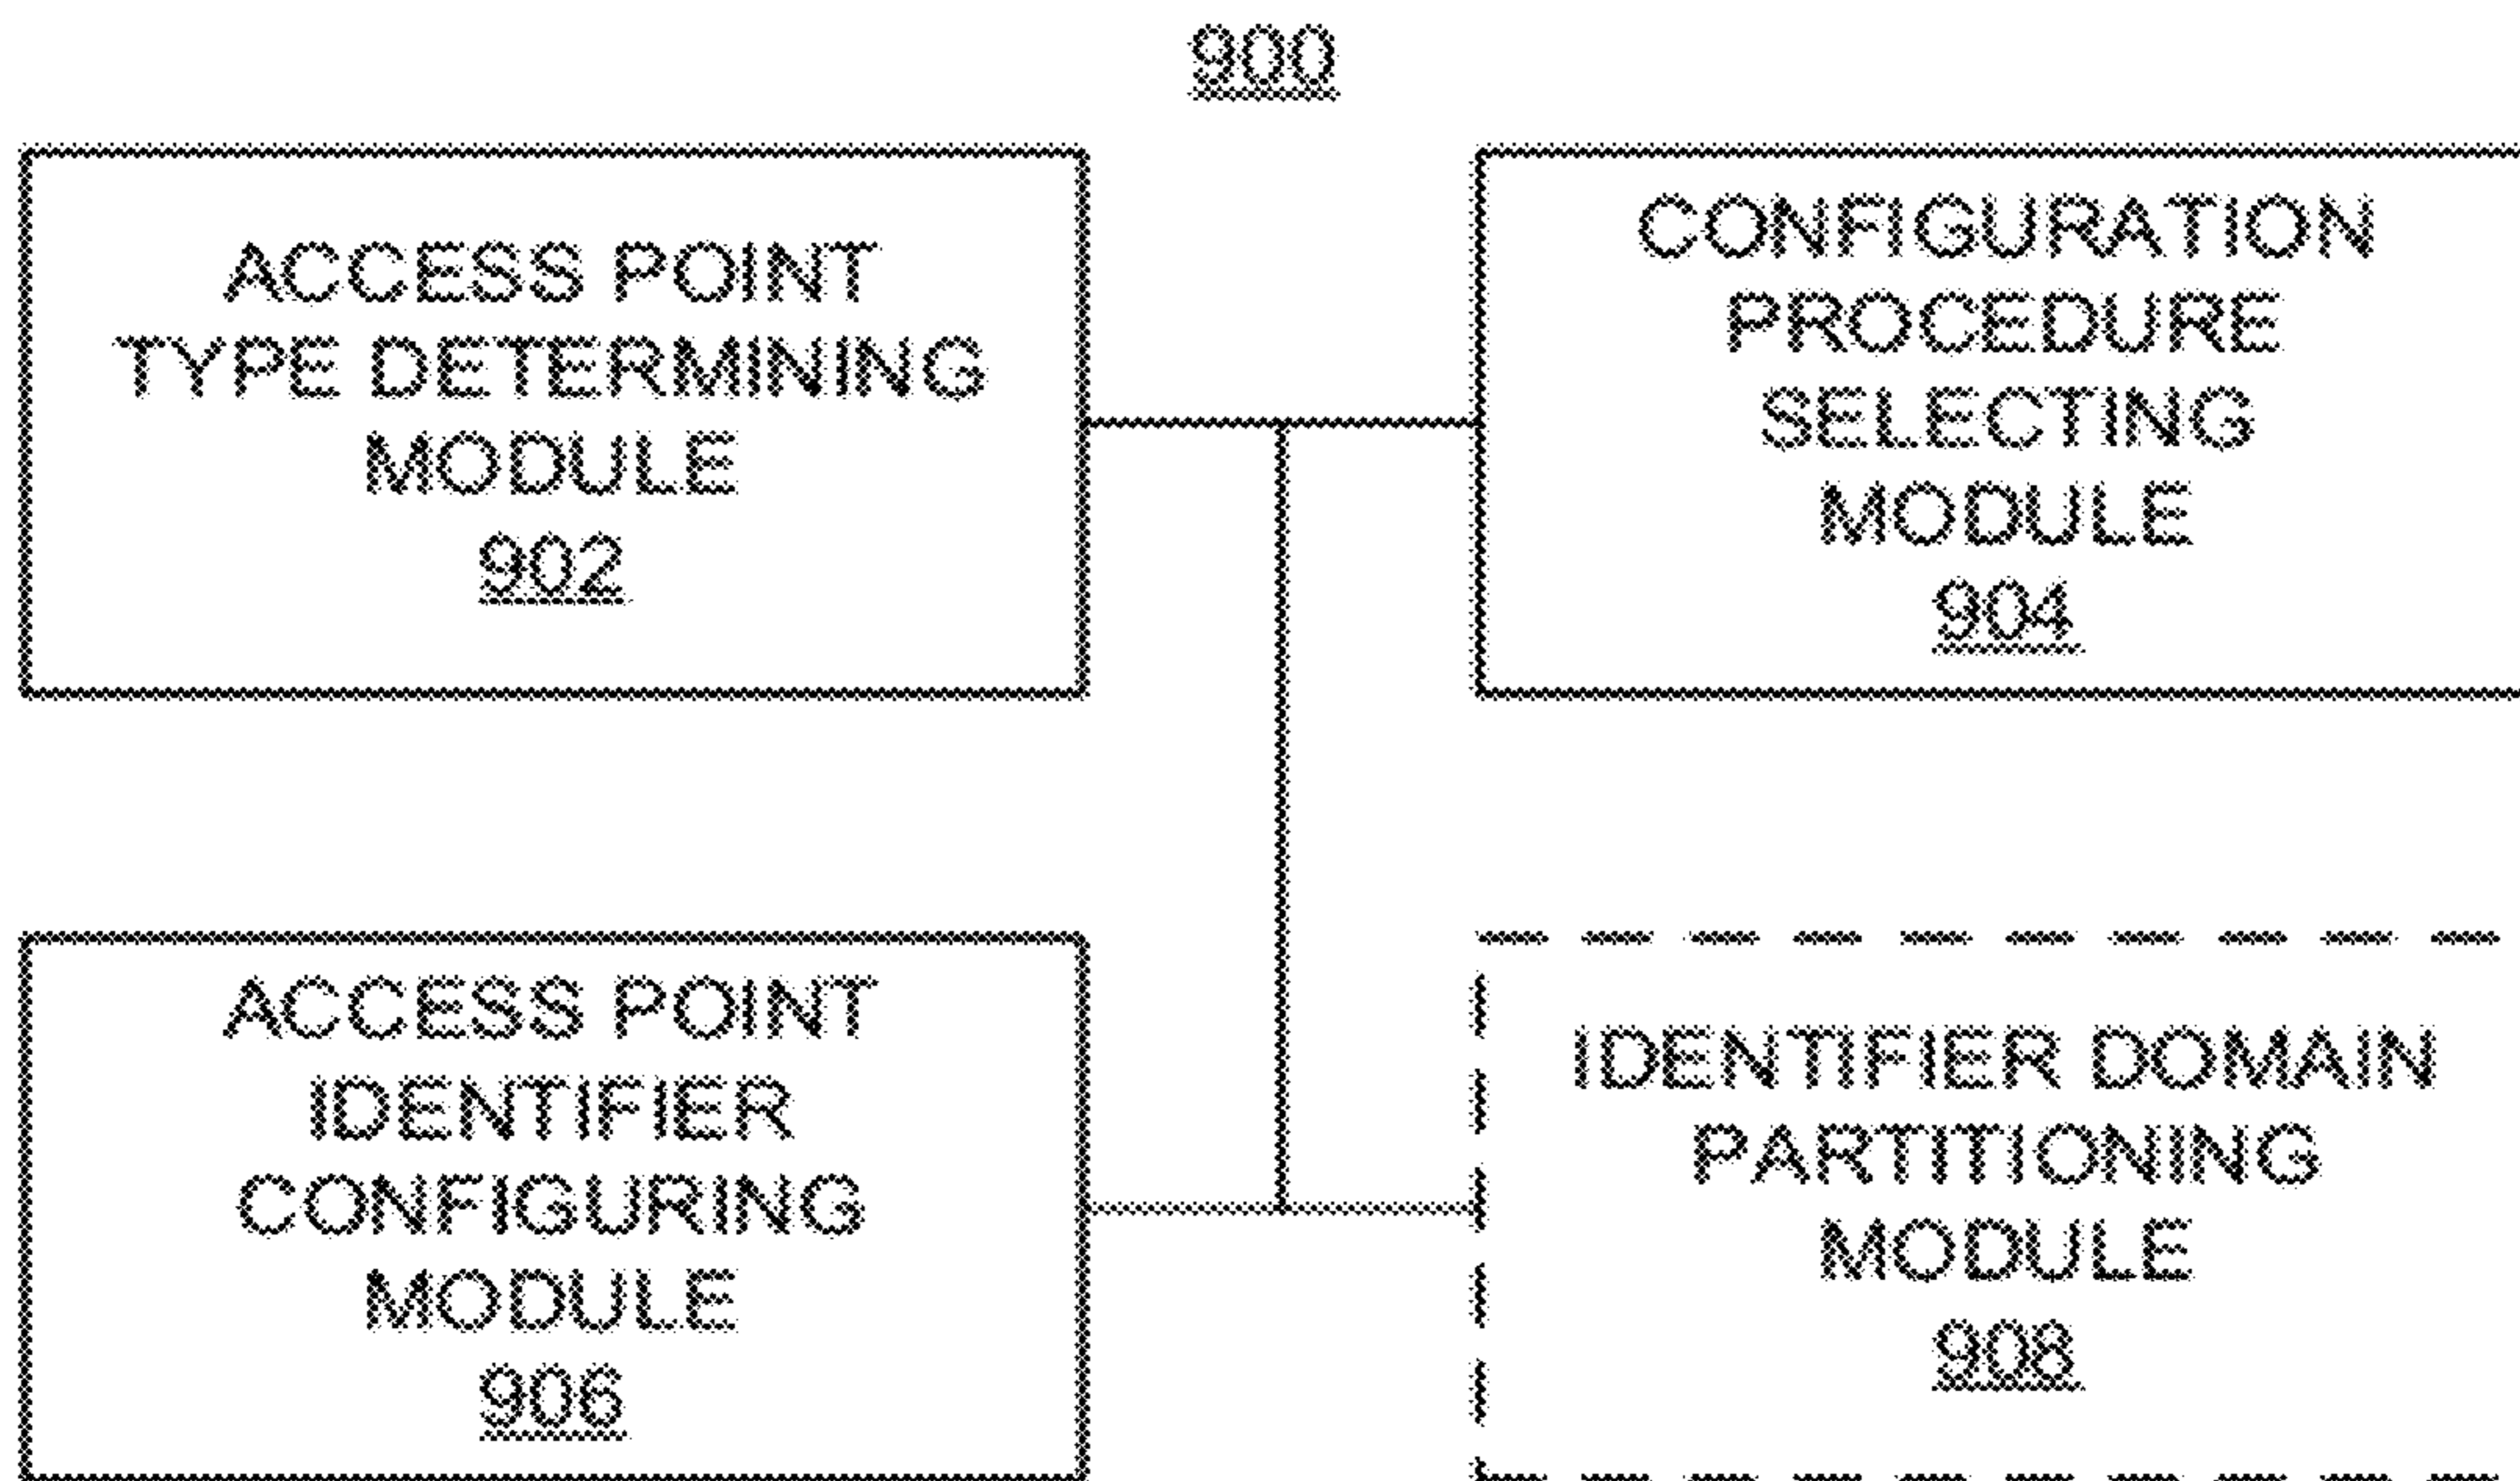 900
ACCESS POINT
TYPE DETERMINING
MODULE
902
CONFIGURATION
PROCEDURE
SELECTING
MODULE
904
ACCESS POINT
IDENTIFIER
CONFIGURING
MODULE
906
IDENTIFIER DOMAIN
PARTITIONING
MODULE
908